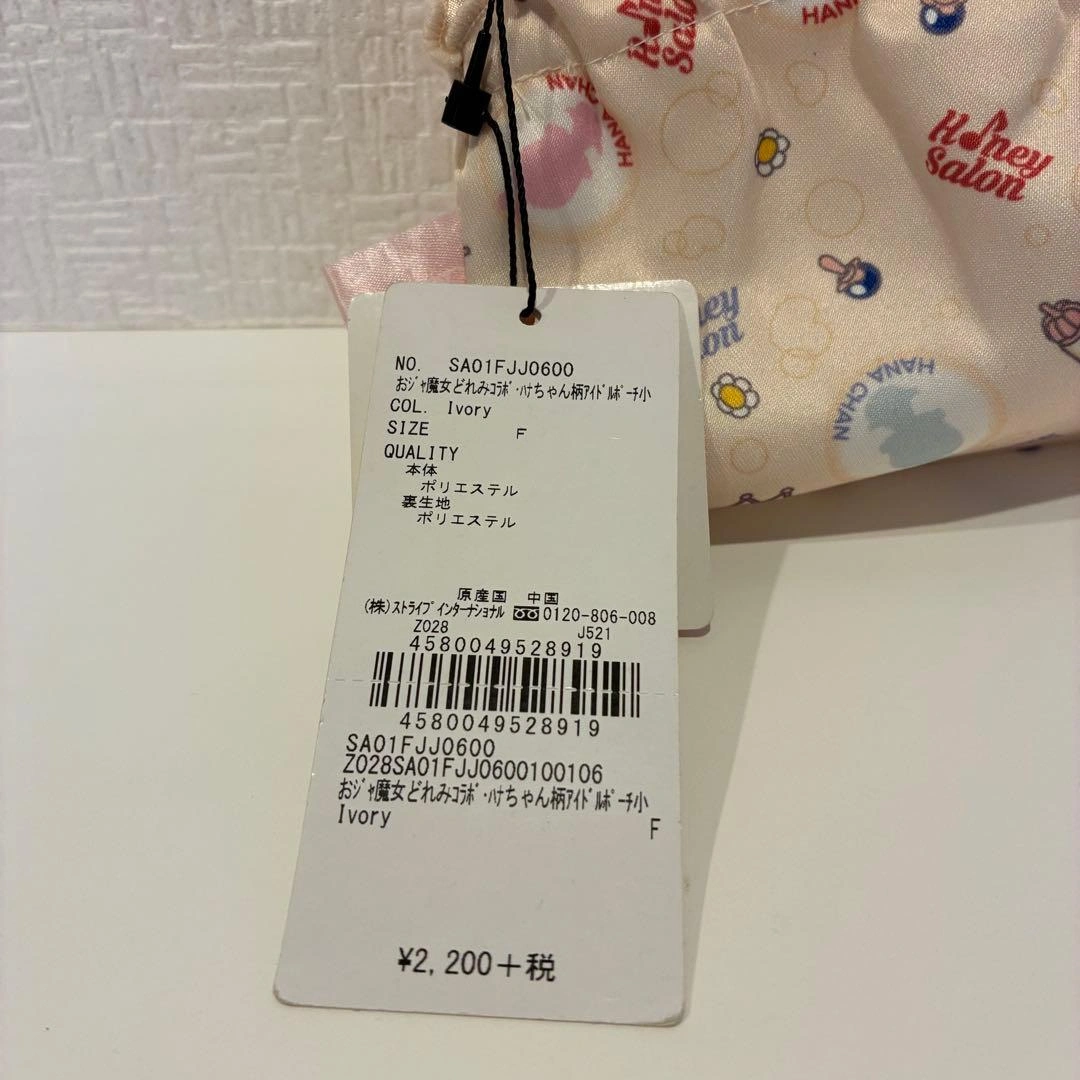 HANA
Honey
Salon
HANA CHAN
Honey
Salon
ney
Salon
HANA CHAN
NO. SA01FJJ0600
おジャ魔女どれみコラボ・ハナちゃん柄アイドルポーチ小
COL. Ivory
SIZE F
QUALITY
本体
ポリエステル
裏生地
ポリエステル
原産国 中国
(株)ストライプインターナショナル 0120-806-008
Z028 J521
4580049528919
4580049528919
SA01FJJ0600
Z028SA01FJJ0600100106
おジャ魔女どれみコラボ・ハナちゃん柄アイドルポーチ小
Ivory F
¥2,200+税